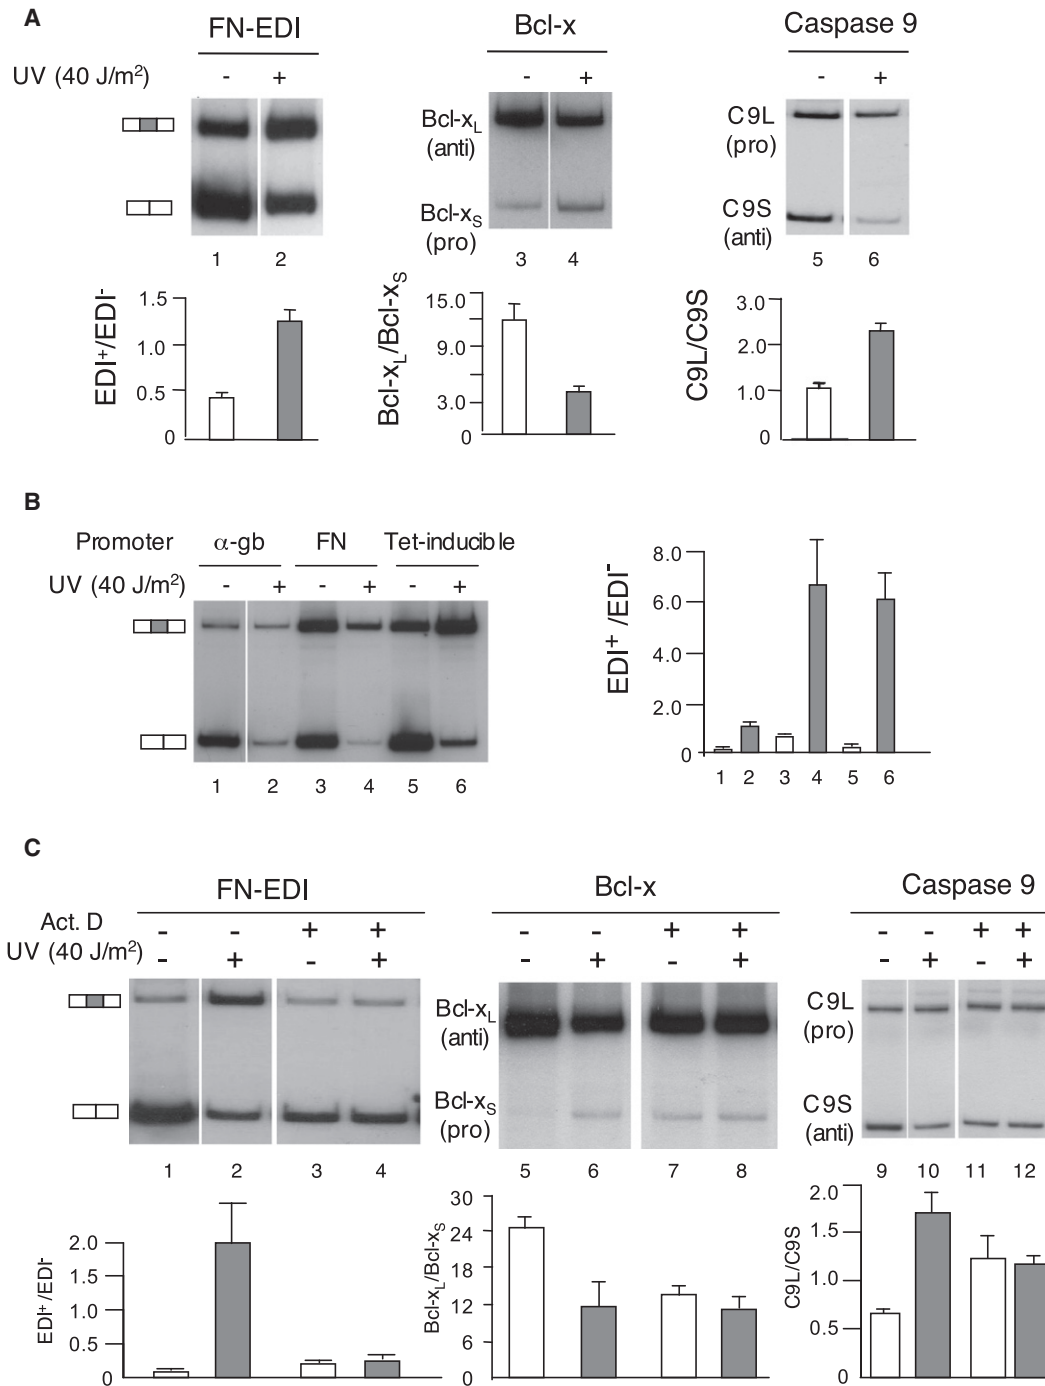 A
FN-EDI Bcl-x Caspase 9
UV (40 J/m²) - + - + - +
Bcl-xL (anti)
Bcl-xS (pro)
C9L (pro)
C9S (anti)
1 2 3 4 5 6
EDI⁺/EDI⁻
1.5
1.0
0.5
0
Bcl-xL/Bcl-xS
15.0
9.0
3.0
0
C9L/C9S
3.0
2.0
1.0
0
B
Promoter α-gb FN Tet-inducible
UV (40 J/m²) - + - + - +
1 2 3 4 5 6
EDI⁺/EDI⁻
8.0
6.0
4.0
2.0
0
1 2 3 4 5 6
C
FN-EDI Bcl-x Caspase 9
Act. D - - + + - - + + - - + +
UV (40 J/m²) - + - + - + - + - + - +
Bcl-xL (anti)
Bcl-xS (pro)
C9L (pro)
C9S (anti)
1 2 3 4 5 6 7 8 9 10 11 12
EDI⁺/EDI⁻
2.0
1.0
0.5
0
Bcl-xL/Bcl-xS
30
24
18
12
6
0
C9L/C9S
2.0
1.5
1.0
0.5
0